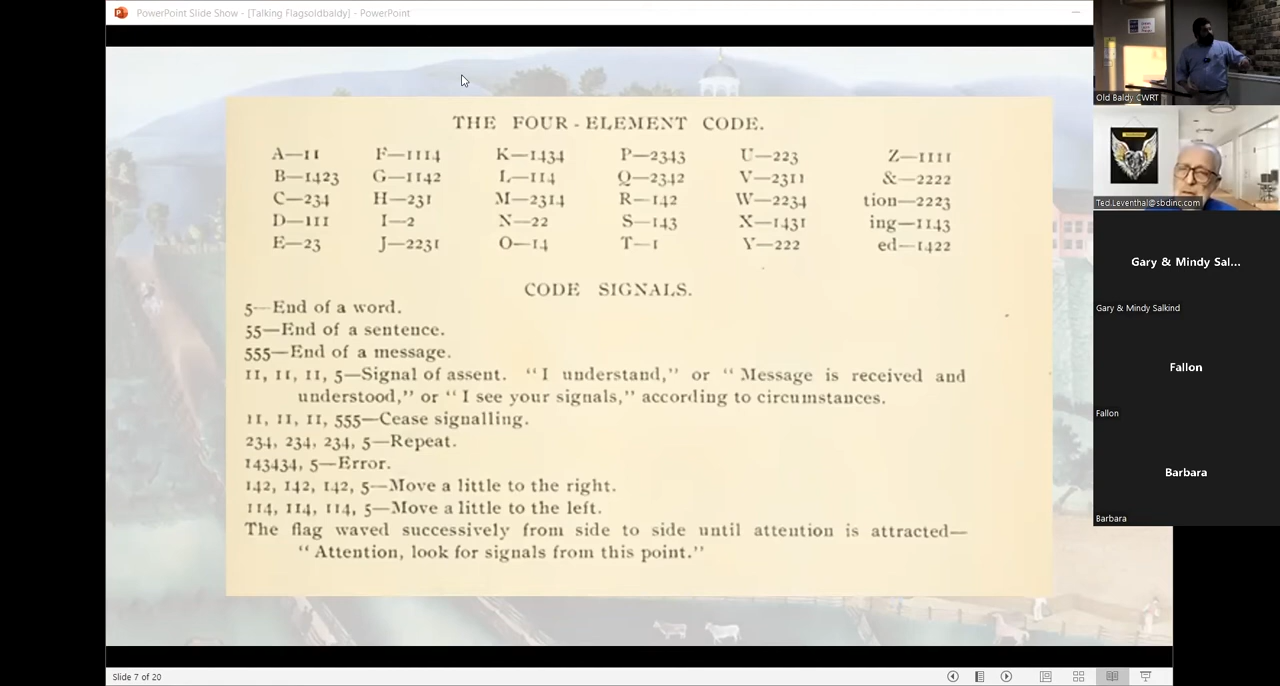 PowerPoint Slide Show - [Talking Flagsoldbaldy] - PowerPoint
THE FOUR-ELEMENT CODE.
A—11 F—1114 K—1434 P—2343 U—223 Z—1111
B—1423 G—1142 L—114 Q—2342 V—2311 &—2222
C—234 H—231 M—2314 R—142 W—2234 tion—2223
D—111 I—2 N—22 S—143 X—1431 ing—1143
E—23 J—2231 O—14 T—1 Y—222 ed—1422
CODE SIGNALS.
5—End of a word.
55—End of a sentence.
555—End of a message.
11, 11, 11, 5—Signal of assent. "I understand," or "Message is received and
understood," or "I see your signals," according to circumstances.
11, 11, 11, 555—Cease signalling.
234, 234, 234, 5—Repeat.
143434, 5—Error.
142, 142, 142, 5—Move a little to the right.
114, 114, 114, 5—Move a little to the left.
The flag waved successively from side to side until attention is attracted—
"Attention, look for signals from this point."
Slide 7 of 20
Old Baldy CWRT
Ted.Leventhal@sbdinc.com
Gary & Mindy Sal...
Gary & Mindy Salkind
Fallon
Fallon
Barbara
Barbara